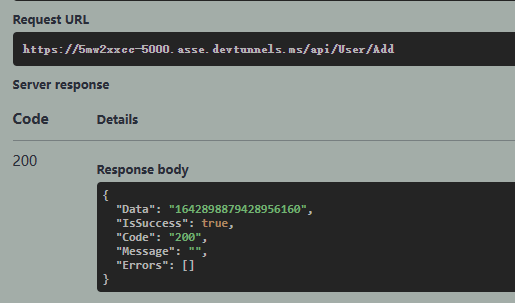 Request URL
https://5mw2xxcc-5000.asse.devtunnels.ms/api/User/Add
Server response
Code Details
200
Response body
{
"Data": "1642898879428956160",
"IsSuccess": true,
"Code": "200",
"Message": "",
"Errors": []
}